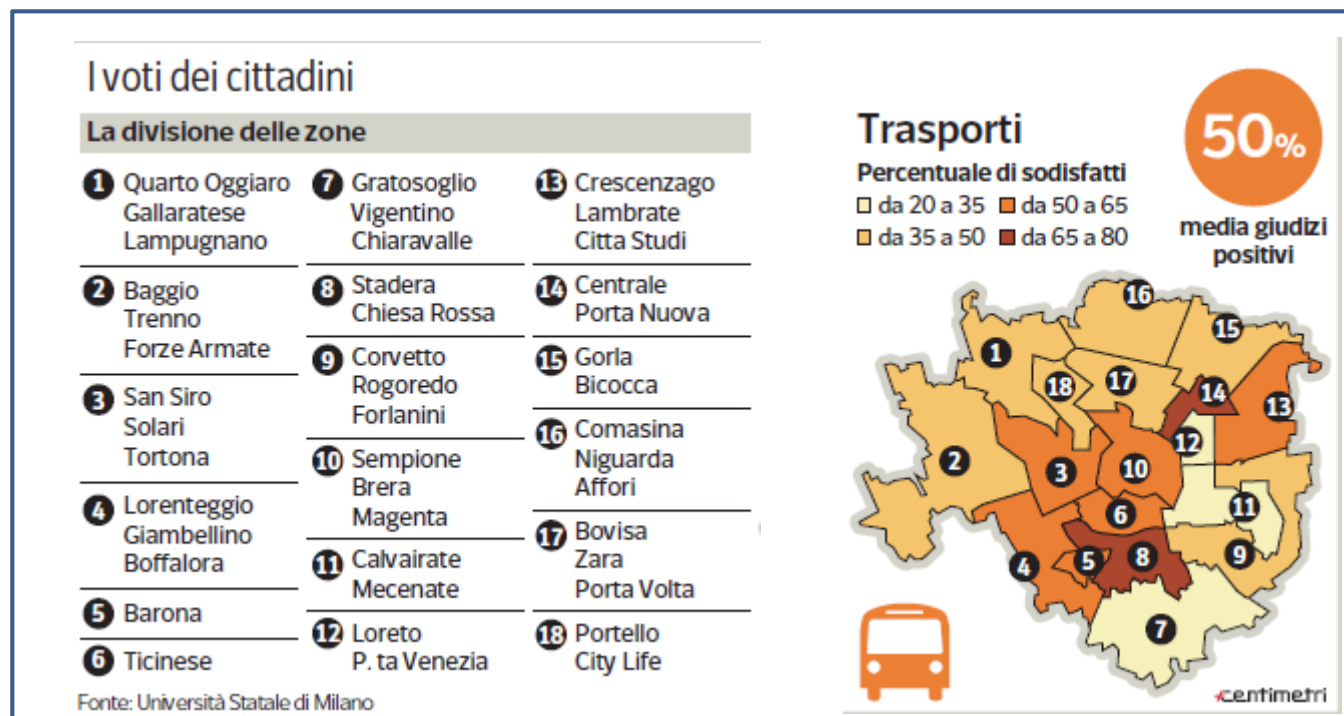 I voti dei cittadini
La divisione delle zone
1 Quarto Oggiaro
Gallaratese
Lampugnano
2 Baggio
Trenno
Forze Armate
3 San Siro
Solari
Tortona
4 Lorenteggio
Giambellino
Boffalora
5 Barona
6 Ticinese
7 Gratosoglio
Vigentino
Chiaravalle
8 Stadera
Chiesa Rossa
9 Corvetto
Rogoredo
Forlanini
10 Sempione
Brera
Magenta
11 Calvairate
Mecenate
12 Loreto
P. ta Venezia
13 Crescenzago
Lambrate
Citta Studi
14 Centrale
Porta Nuova
15 Gorla
Bicocca
16 Comasina
Niguarda
Affori
17 Bovisa
Zara
Porta Volta
18 Portello
City Life
Fonte: Università Statale di Milano
Trasporti
Percentuale di sodisfatti
da 20 a 35 da 50 a 65
da 35 a 50 da 65 a 80
50%
media giudizi
positivi
16
15
1
18
17
14
13
12
2
3
10
11
6
4
5
8
9
7
centimetri